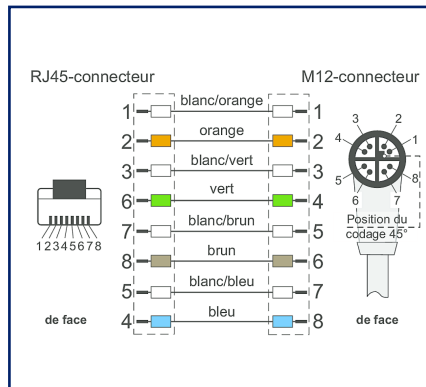 RJ45-connecteur
M12-connecteur
1 blanc/orange 1
2 orange 2
3 blanc/vert 3
6 vert 4
7 blanc/brun 5
8 brun 6
5 blanc/bleu 7
4 bleu 8
12345678
de face
3 2
4 1
5 8
6 7
Position du
codage 45°
de face